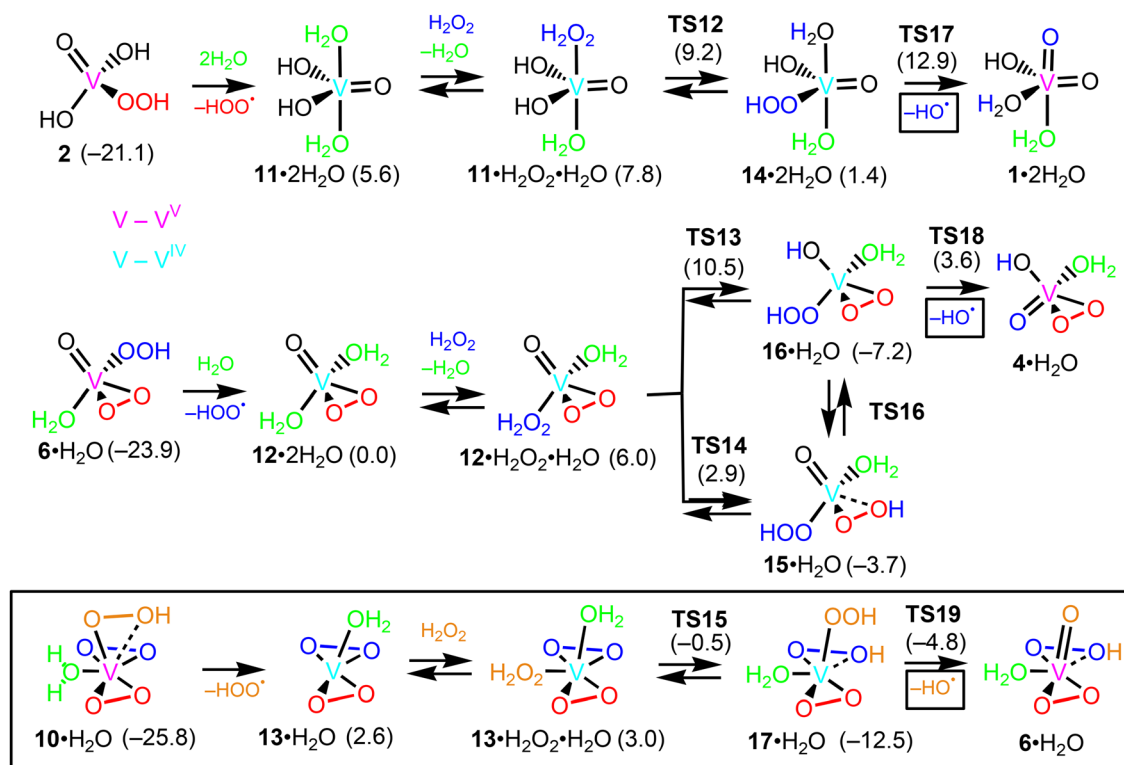 2H₂O
–HOO•
H₂O₂
–H₂O
TS12
(9.2)
TS17
(12.9)
–HO•
O
OH
V
OOH
HO
H₂O
HO
V
O
HO
H₂O
H₂O₂
HO
V
O
HO
H₂O
H₂O
HO
V
O
HOO
H₂O
O
HO
V
O
H₂O
H₂O
2 (–21.1)
11•2H₂O (5.6)
11•H₂O₂•H₂O (7.8)
14•2H₂O (1.4)
1•2H₂O
V – Vⱽ
V – Vᴵⱽ
TS13
(10.5)
HO
OH₂
V
HOO
O
O
TS18
(3.6)
–HO•
HO
OH₂
V
O
O
O
16•H₂O (–7.2)
4•H₂O
O
OOH
V
H₂O
O
O
H₂O
–HOO•
O
OH₂
V
H₂O
O
O
H₂O₂
–H₂O
O
OH₂
V
H₂O₂
O
O
6•H₂O (–23.9)
12•2H₂O (0.0)
12•H₂O₂•H₂O (6.0)
TS16
TS14
(2.9)
O
OH₂
V
HOO
O
OH
15•H₂O (–3.7)
O
OH
H
O
H
V
O
O
O
O
–HOO•
OH₂
O
O
V
O
O
H₂O₂
OH₂
O
O
H₂O₂
V
O
O
TS15
(–0.5)
OOH
O
OH
H₂O
V
O
O
TS19
(–4.8)
–HO•
O
O
OH
H₂O
V
O
O
10•H₂O (–25.8)
13•H₂O (2.6)
13•H₂O₂•H₂O (3.0)
17•H₂O (–12.5)
6•H₂O